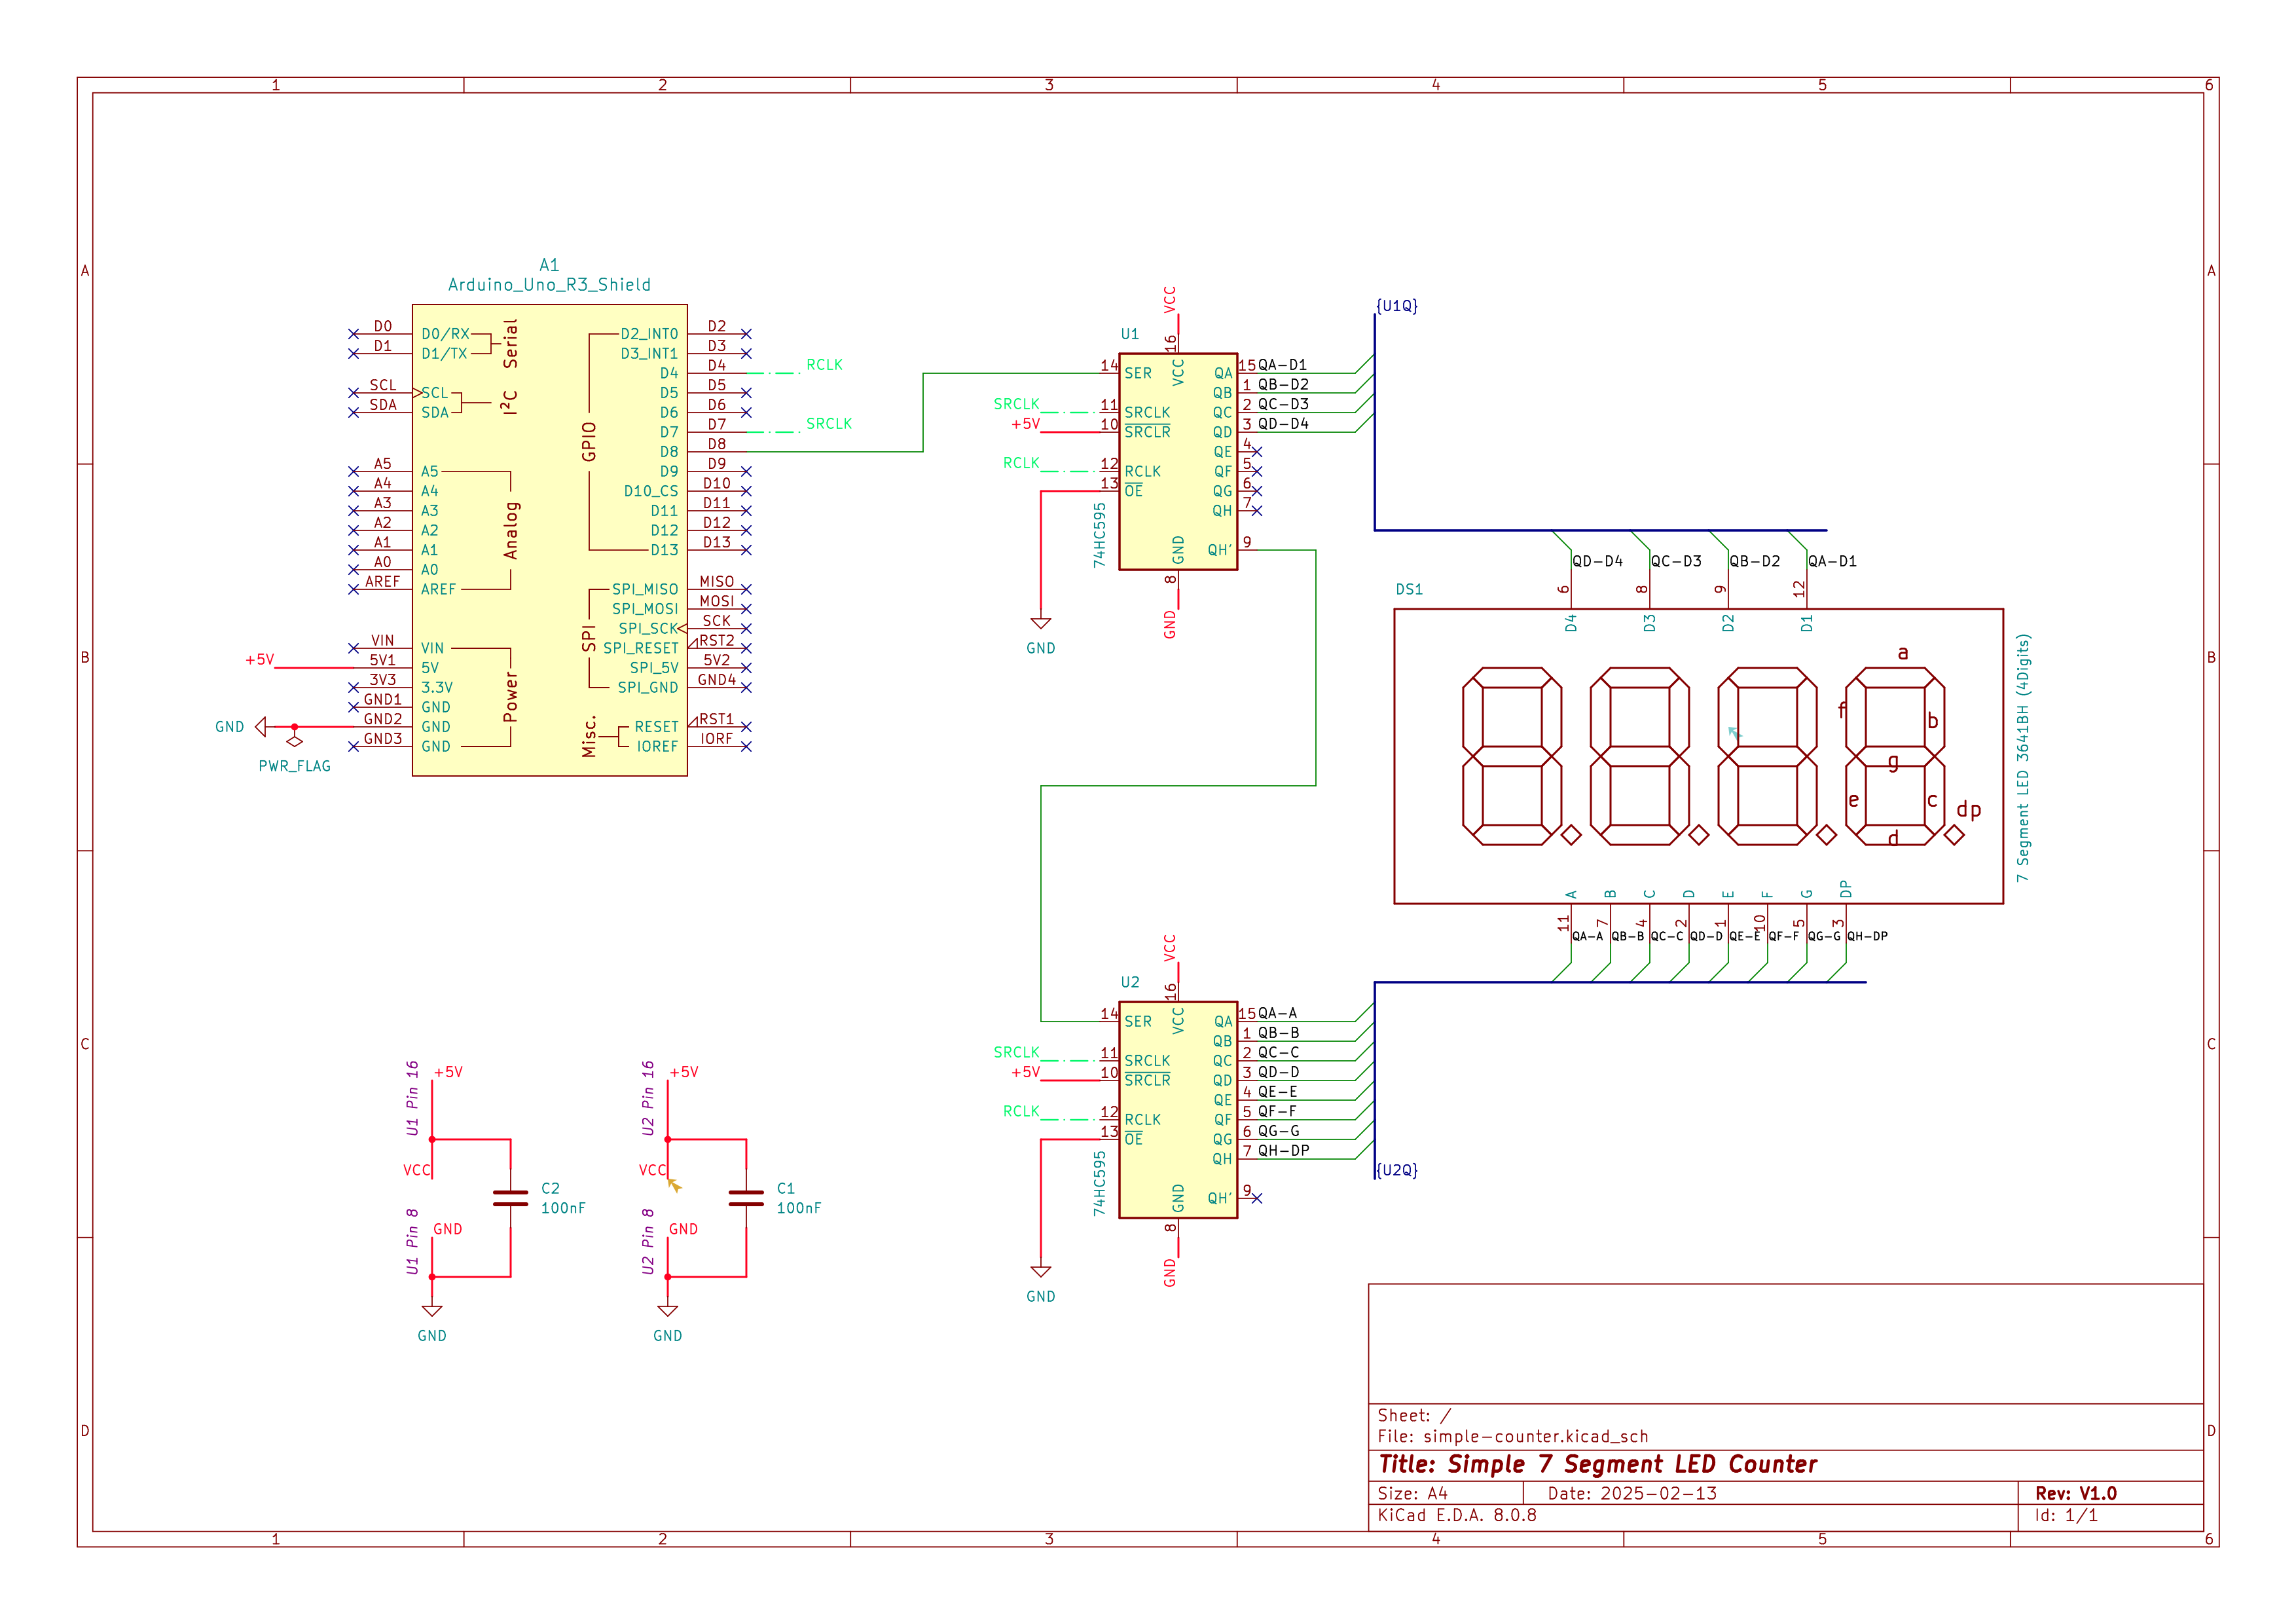 1 2 3 4 5 6
A A
B B
C C
D D
1 2 3 4 5 6
A1
Arduino_Uno_R3_Shield
D0 D0/RX
D1 D1/TX
Serial
SCL SCL
SDA SDA
I²C
A5 A5
A4 A4
A3 A3
A2 A2
A1 A1
A0 A0
AREF AREF
Analog
VIN VIN
+5V 5V1 5V
3V3 3.3V
GND1 GND
GND GND2 GND
GND3 GND
PWR_FLAG
Power
GPIO
D2_INT0 D2
D3_INT1 D3
D4 D4 RCLK
D5 D5
D6 D6
D7 D7 SRCLK
D8 D8
D9 D9
D10_CS D10
D11 D11
D12 D12
D13 D13
SPI
SPI_MISO MISO
SPI_MOSI MOSI
SPI_SCK SCK
SPI_RESET RST2
SPI_5V 5V2
SPI_GND GND4
Misc.
RESET RST1
IOREF IORF
U1
VCC
16
VCC
14 SER
SRCLK 11 SRCLK
+5V 10 SRCLR
RCLK 12 RCLK
13 OE
GND
74HC595
QA 15 QA-D1
QB 1 QB-D2
QC 2 QC-D3
QD 3 QD-D4
QE 4
QF 5
QG 6
QH 7
QH' 9
GND
8
GND
{U1Q}
QD-D4 QC-D3 QB-D2 QA-D1
6 8 9 12
DS1
D4 D3 D2 D1
a
f b
g
e c
d dp
7 Segment LED 3641BH (4Digits)
A B C D E F G DP
11 7 4 2 1 10 5 3
QA-A QB-B QC-C QD-D QE-E QF-F QG-G QH-DP
U2
VCC
16
VCC
14 SER
SRCLK 11 SRCLK
+5V 10 SRCLR
RCLK 12 RCLK
13 OE
GND
74HC595
QA 15 QA-A
QB 1 QB-B
QC 2 QC-C
QD 3 QD-D
QE 4 QE-E
QF 5 QF-F
QG 6 QG-G
QH 7 QH-DP
QH' 9
GND
8
GND
{U2Q}
U1 Pin 16
+5V
VCC
C2
100nF
U1 Pin 8
GND
GND
U2 Pin 16
+5V
VCC
C1
100nF
U2 Pin 8
GND
GND
Sheet: /
File: simple-counter.kicad_sch
Title: Simple 7 Segment LED Counter
Size: A4 Date: 2025-02-13 Rev: V1.0
KiCad E.D.A. 8.0.8 Id: 1/1